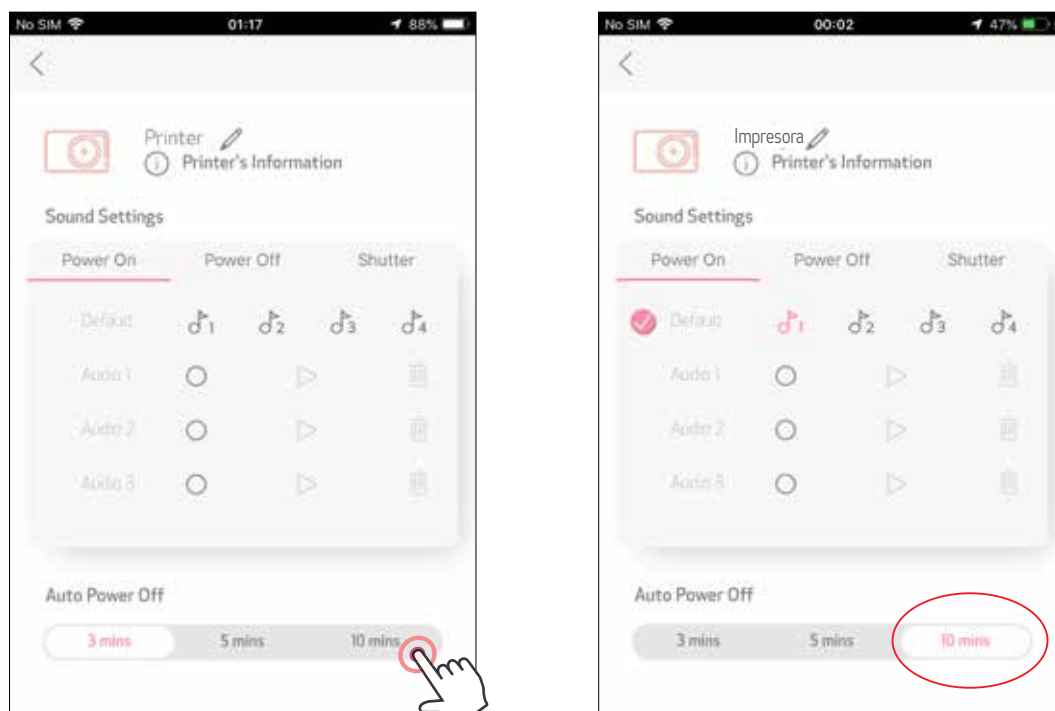 No SIM 01:17 88%
Printer
Printer's Information
Sound Settings
Power On Power Off Shutter
Default 1 2 3 4
Audio 1
Audio 2
Audio 3
Auto Power Off
3 mins 5 mins 10 mins
No SIM 00:02 47%
Impresora
Printer's Information
Sound Settings
Power On Power Off Shutter
Default 1 2 3 4
Audio 1
Audio 2
Audio 3
Auto Power Off
3 mins 5 mins 10 mins